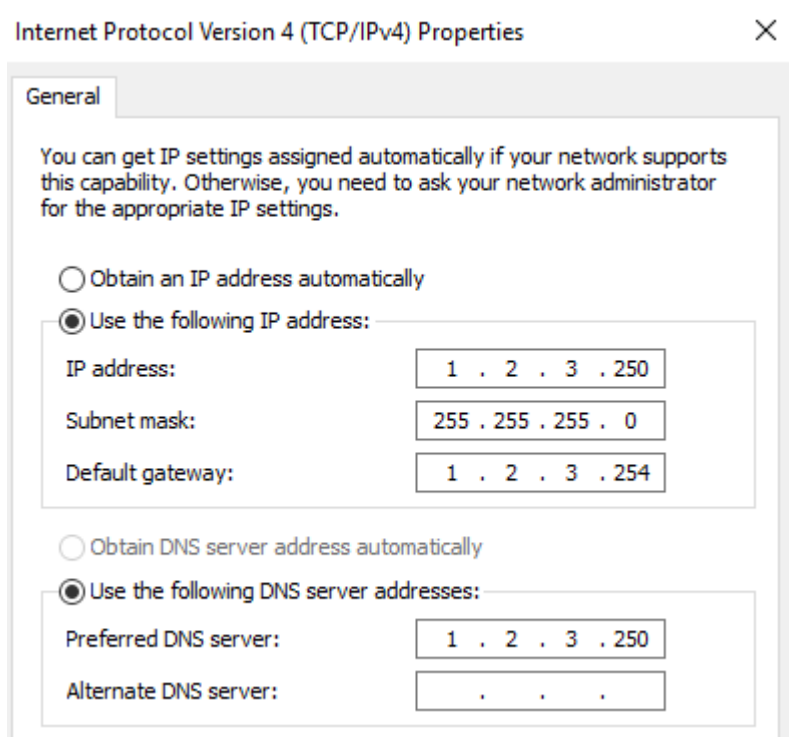 Internet Protocol Version 4 (TCP/IPv4) Properties
General
You can get IP settings assigned automatically if your network supports
this capability. Otherwise, you need to ask your network administrator
for the appropriate IP settings.
Obtain an IP address automatically
Use the following IP address:
IP address: 1 . 2 . 3 . 250
Subnet mask: 255 . 255 . 255 . 0
Default gateway: 1 . 2 . 3 . 254
Obtain DNS server address automatically
Use the following DNS server addresses:
Preferred DNS server: 1 . 2 . 3 . 250
Alternate DNS server: . . .